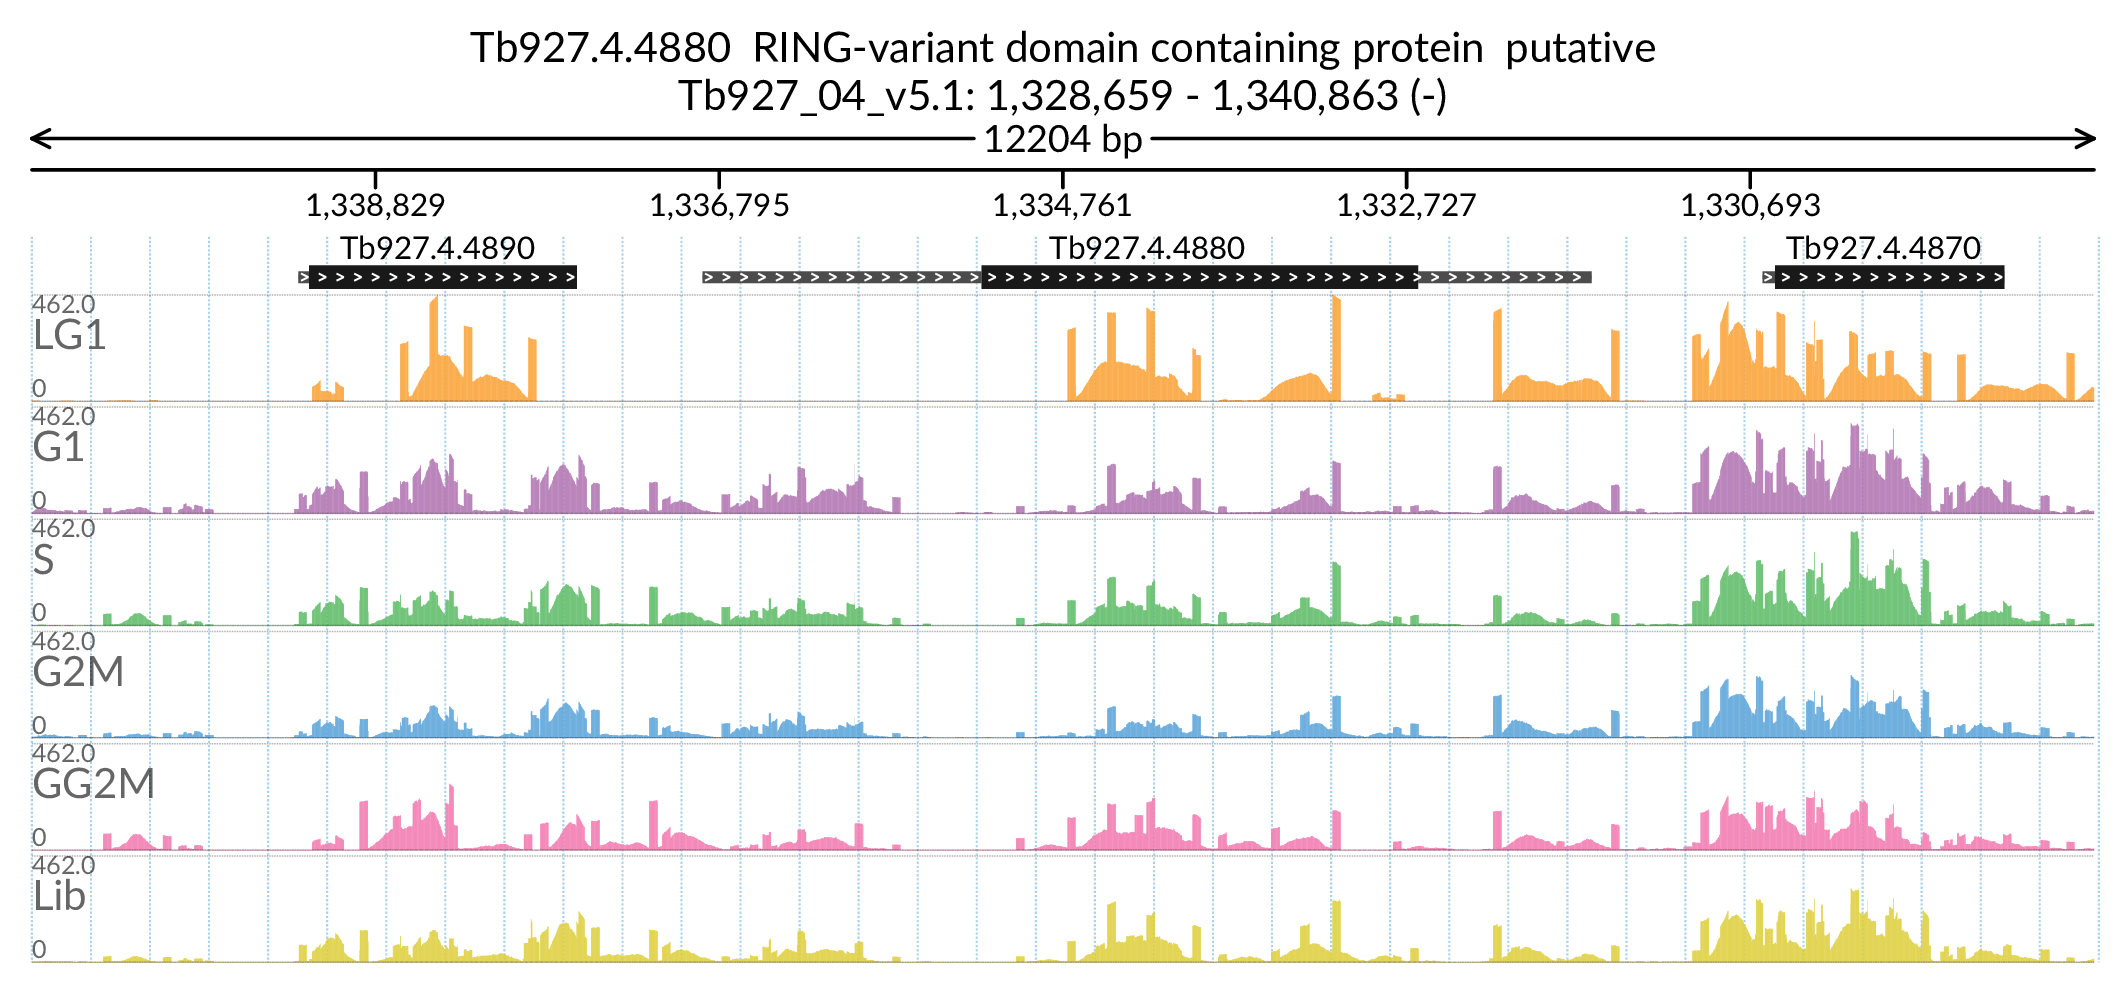 Tb927.4.4880  RING-variant domain containing protein  putative
Tb927_04_v5.1: 1,328,659 - 1,340,863 (-)
12204 bp
1,338,829 1,336,795 1,334,761 1,332,727 1,330,693
Tb927.4.4890 Tb927.4.4880 Tb927.4.4870
462.0
LG1
0
462.0
G1
0
462.0
S
0
462.0
G2M
0
462.0
GG2M
0
462.0
Lib
0